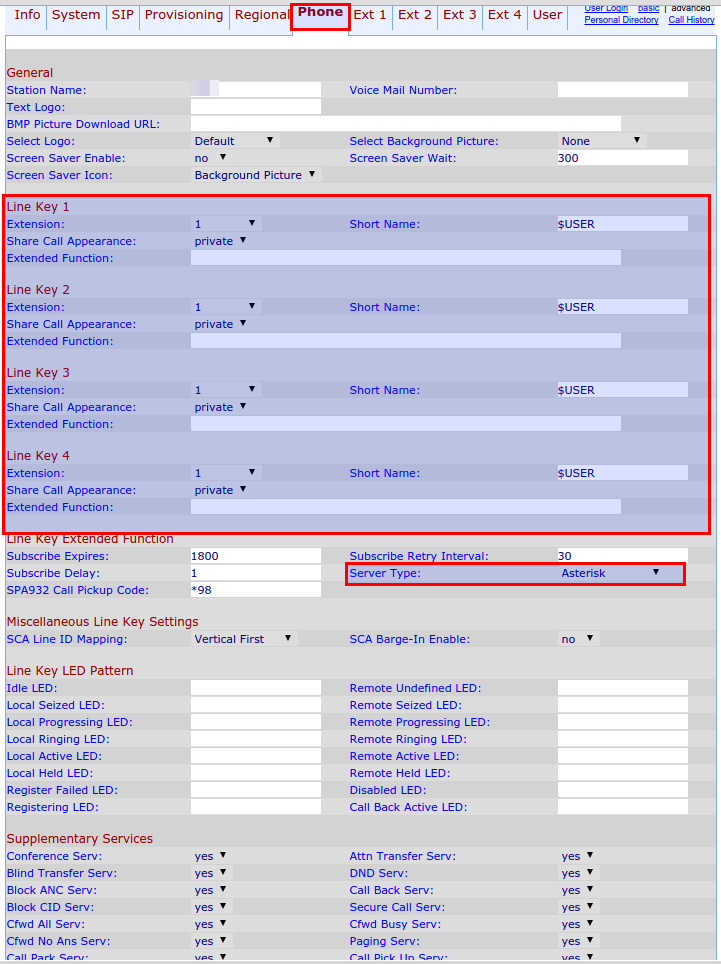 Info System SIP Provisioning Regional Phone Ext 1 Ext 2 Ext 3 Ext 4 User User Login basic | advanced
Personal Directory Call History
General
Station Name: Voice Mail Number:
Text Logo:
BMP Picture Download URL:
Select Logo: Default Select Background Picture: None
Screen Saver Enable: no Screen Saver Wait: 300
Screen Saver Icon: Background Picture
Line Key 1
Extension: 1 Short Name: $USER
Share Call Appearance: private
Extended Function:
Line Key 2
Extension: 1 Short Name: $USER
Share Call Appearance: private
Extended Function:
Line Key 3
Extension: 1 Short Name: $USER
Share Call Appearance: private
Extended Function:
Line Key 4
Extension: 1 Short Name: $USER
Share Call Appearance: private
Extended Function:
Line Key Extended Function
Subscribe Expires: 1800 Subscribe Retry Interval: 30
Subscribe Delay: 1 Server Type: Asterisk
SPA932 Call Pickup Code: *98
Miscellaneous Line Key Settings
SCA Line ID Mapping: Vertical First SCA Barge-In Enable: no
Line Key LED Pattern
Idle LED: Remote Undefined LED:
Local Seized LED: Remote Seized LED:
Local Progressing LED: Remote Progressing LED:
Local Ringing LED: Remote Ringing LED:
Local Active LED: Remote Active LED:
Local Held LED: Remote Held LED:
Register Failed LED: Disabled LED:
Registering LED: Call Back Active LED:
Supplementary Services
Conference Serv: yes Attn Transfer Serv: yes
Blind Transfer Serv: yes DND Serv: yes
Block ANC Serv: yes Call Back Serv: yes
Block CID Serv: yes Secure Call Serv: yes
Cfwd All Serv: yes Cfwd Busy Serv: yes
Cfwd No Ans Serv: yes Paging Serv: yes
Call Park Serv: yes Call Pick Up Serv: yes